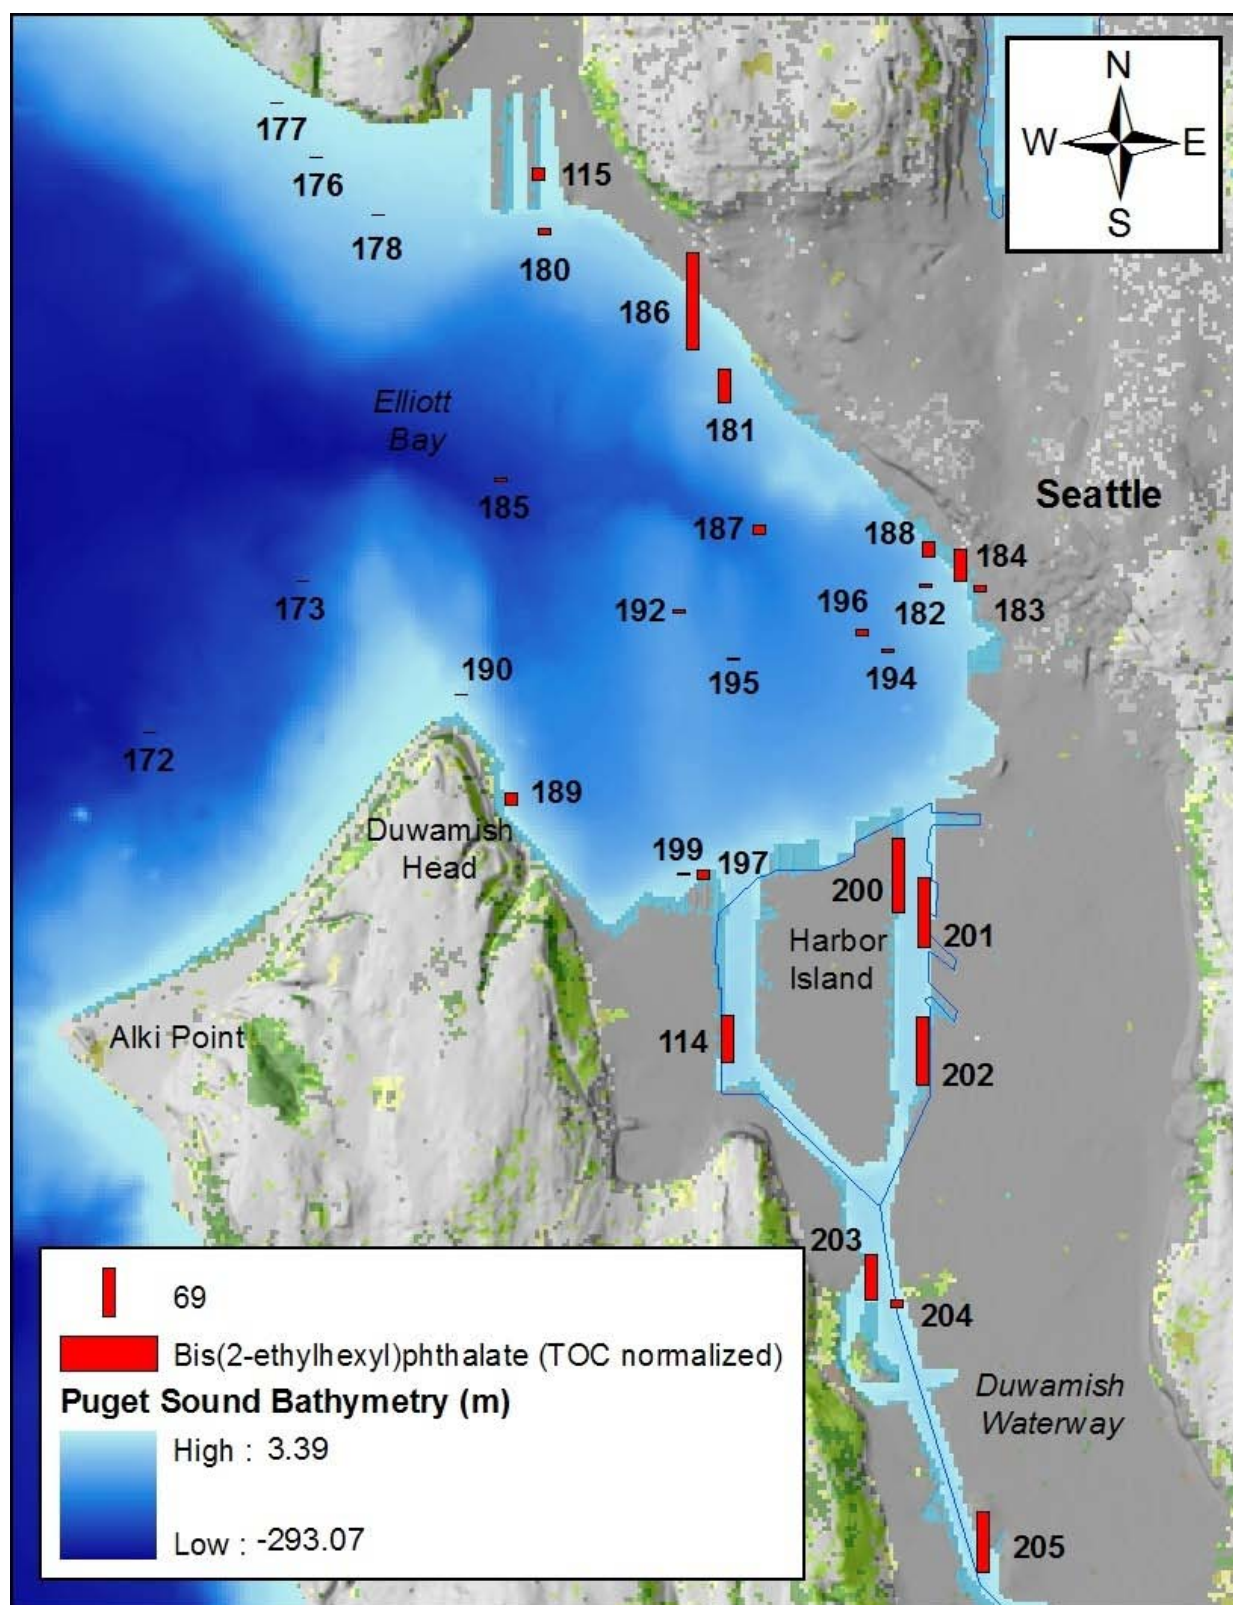 N
W
E
S
177
176
115
178
180
186
Elliott
Bay
181
Seattle
185
187
188
184
173
192
196
182
183
190
195
194
172
189
Duwamish
Head
199
197
200
201
Harbor
Island
Alki Point
114
202
203
204
69
Bis(2-ethylhexyl)phthalate (TOC normalized)
Puget Sound Bathymetry (m)
High : 3.39
Low : -293.07
Duwamish
Waterway
205